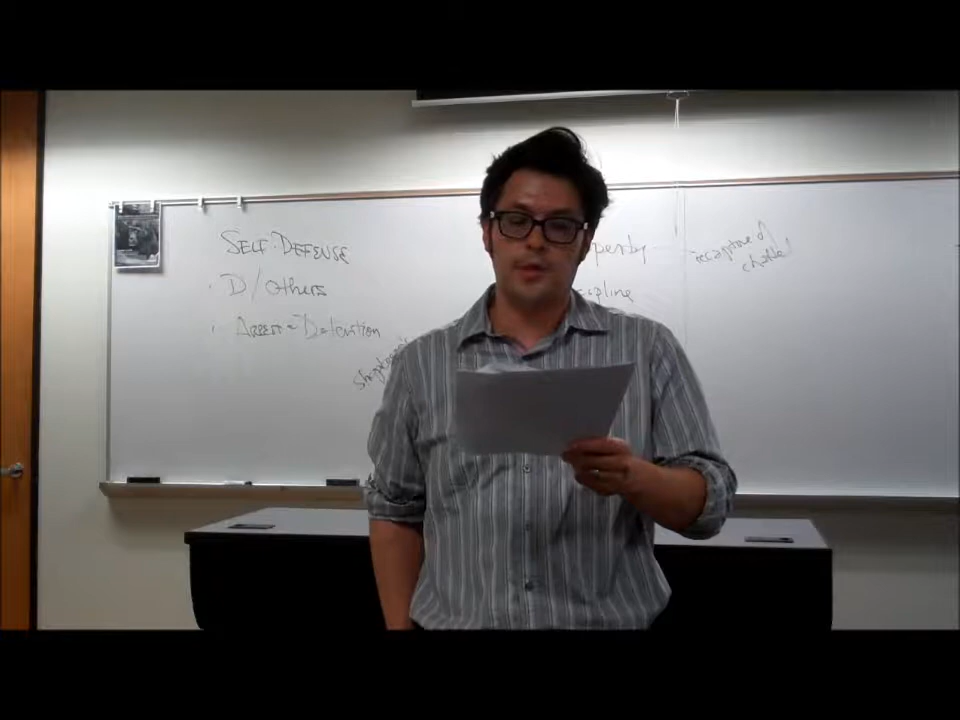 SELF-DEFENSE
D/Others
Arrest & Detention
perty
recapture of
chattel
cipline